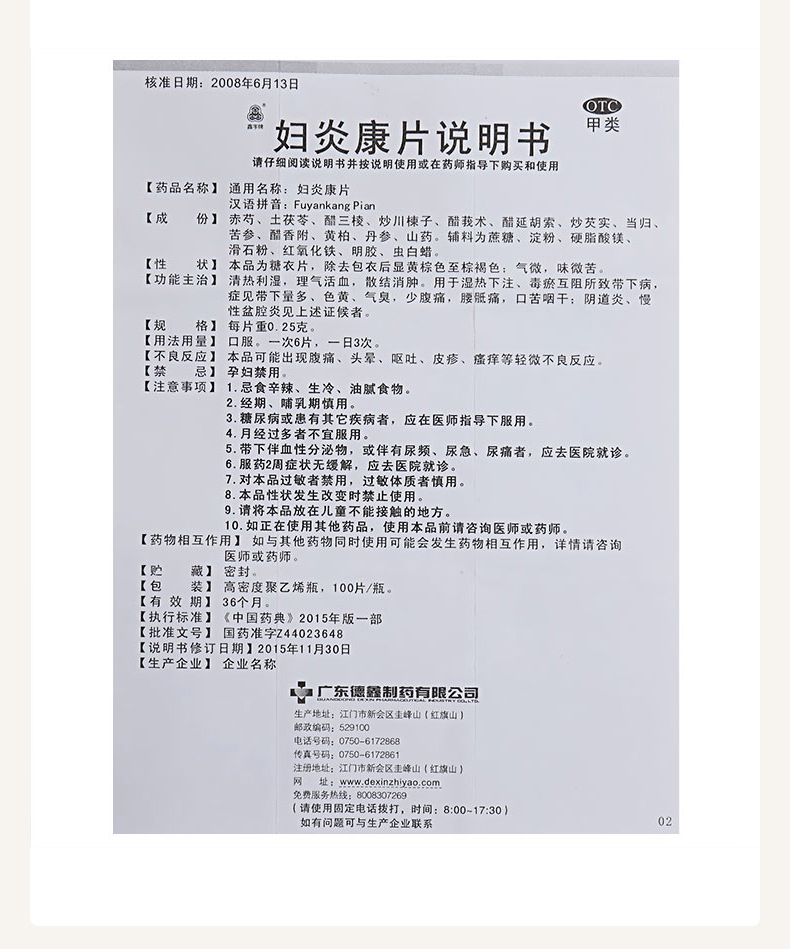 核准日期：2008年6月13日
OTC
甲类
鑫宇牌
妇炎康片说明书
请仔细阅读说明书并按说明使用或在药师指导下购买和使用
【药品名称】 通用名称：妇炎康片
汉语拼音：Fuyankang Pian
【成　　份】 赤芍、土茯苓、醋三棱、炒川楝子、醋莪术、醋延胡索、炒芡实、当归、
苦参、醋香附、黄柏、丹参、山药。辅料为蔗糖、淀粉、硬脂酸镁、
滑石粉、红氧化铁、明胶、虫白蜡。
【性　　状】 本品为糖衣片，除去包衣后显黄棕色至棕褐色；气微，味微苦。
【功能主治】 清热利湿，理气活血，散结消肿。用于湿热下注、毒瘀互阻所致带下病，
症见带下量多、色黄、气臭，少腹痛，腰骶痛，口苦咽干；阴道炎、慢
性盆腔炎见上述证候者。
【规　　格】 每片重0.25克。
【用法用量】 口服。一次6片，一日3次。
【不良反应】 本品可能出现腹痛、头晕、呕吐、皮疹、瘙痒等轻微不良反应。
【禁　　忌】 孕妇禁用。
【注意事项】 1.忌食辛辣、生冷、油腻食物。
2.经期、哺乳期慎用。
3.糖尿病或患有其它疾病者，应在医师指导下服用。
4.月经过多者不宜服用。
5.带下伴血性分泌物，或伴有尿频、尿急、尿痛者，应去医院就诊。
6.服药2周症状无缓解，应去医院就诊。
7.对本品过敏者禁用，过敏体质者慎用。
8.本品性状发生改变时禁止使用。
9.请将本品放在儿童不能接触的地方。
10.如正在使用其他药品，使用本品前请咨询医师或药师。
【药物相互作用】 如与其他药物同时使用可能会发生药物相互作用，详情请咨询
医师或药师。
【贮　　藏】 密封。
【包　　装】 高密度聚乙烯瓶，100片/瓶。
【有 效 期】 36个月。
【执行标准】《中国药典》2015年版一部
【批准文号】 国药准字Z44023648
【说明书修订日期】2015年11月30日
【生产企业】 企业名称
广东德鑫制药有限公司
GUANGDONG DEXIN PHARMACEUTICAL INDUSTRY CO.,LTD.
生产地址：江门市新会区圭峰山（红旗山）
邮政编码：529100
电话号码：0750-6172868
传真号码：0750-6172861
注册地址：江门市新会区圭峰山（红旗山）
网　　址：www.dexinzhiyao.com
免费服务热线：8008307269
（请使用固定电话拨打，时间：8:00~17:30）
如有问题可与生产企业联系
02